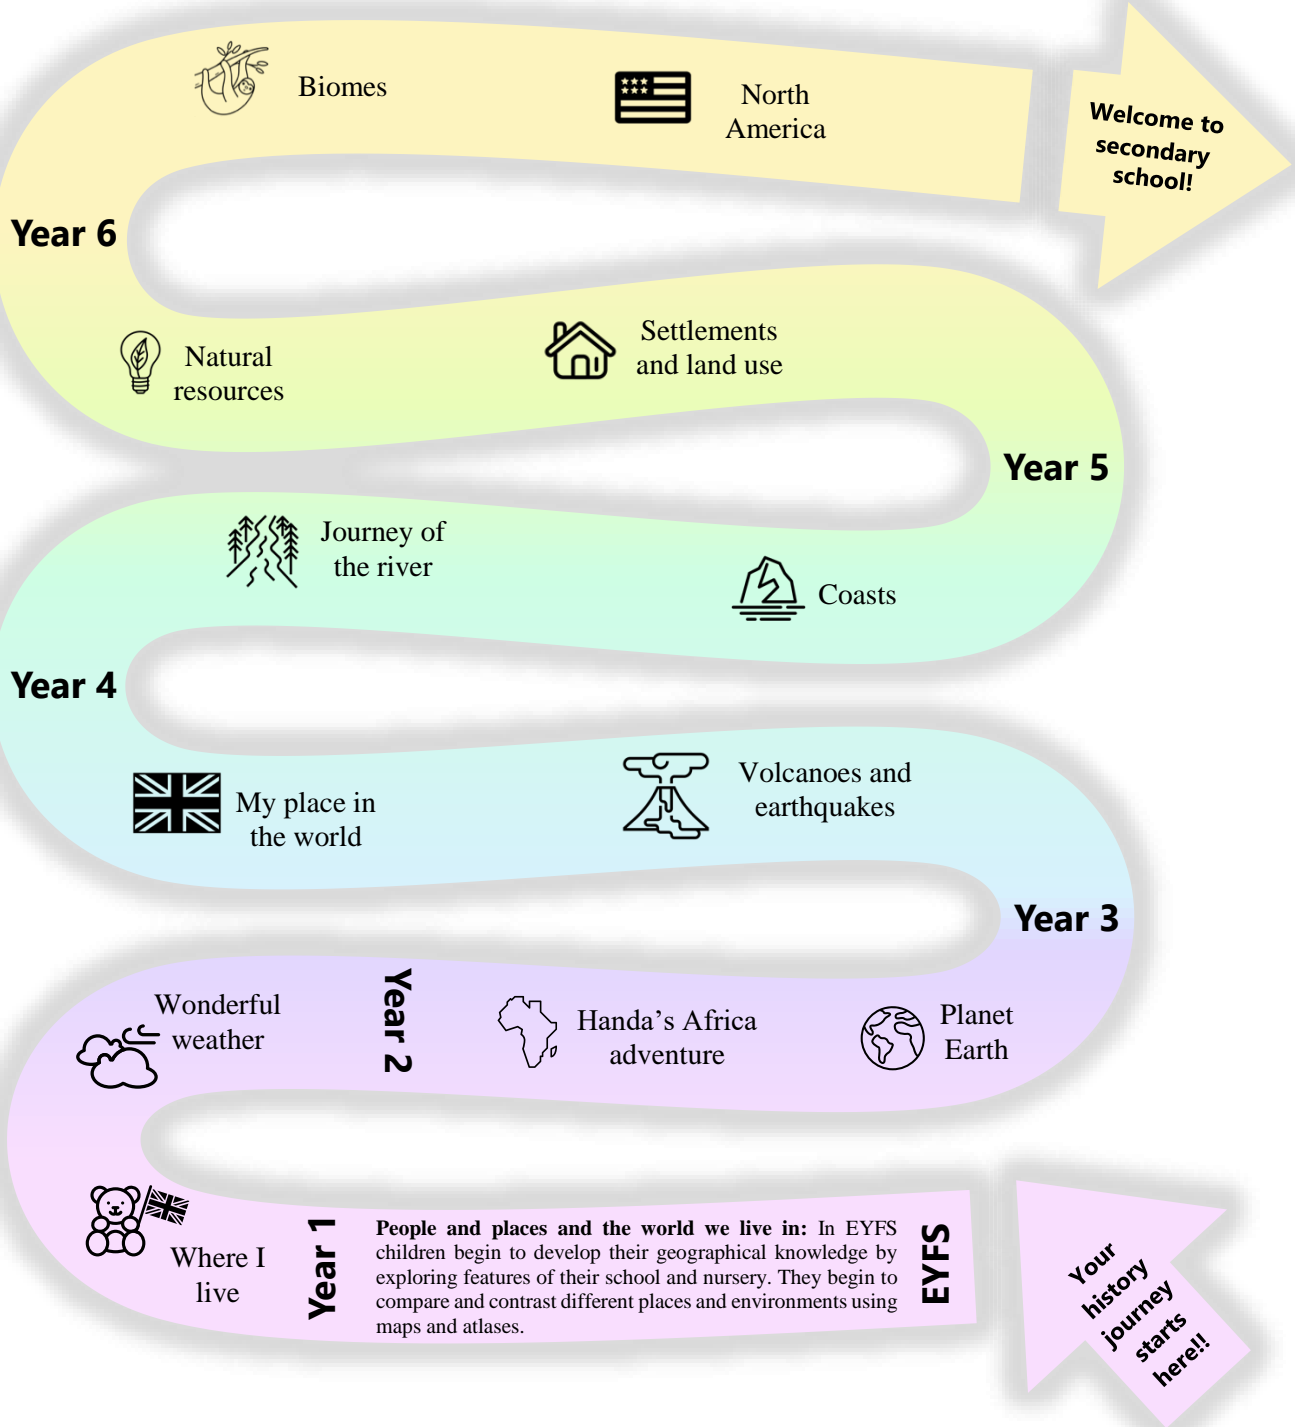 Biomes
North
America
Welcome to
secondary
school!
Year 6
Settlements
and land use
Natural
resources
Year 5
Journey of
the river
Coasts
Year 4
Volcanoes and
earthquakes
My place in
the world
Year 3
Wonderful
weather
Year 2
Handa’s Africa
adventure
Planet
Earth
Where I
live
Year 1
People and places and the world we live in: In EYFS
children begin to develop their geographical knowledge by
exploring features of their school and nursery. They begin to
compare and contrast different places and environments using
maps and atlases.
EYFS
Your
history
journey
starts
here!!